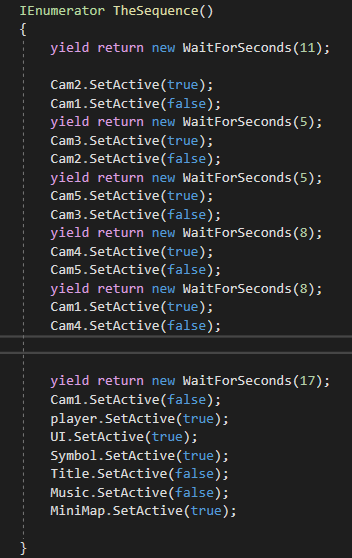 IEnumerator TheSequence()
{
yield return new WaitForSeconds(11);
Cam2.SetActive(true);
Cam1.SetActive(false);
yield return new WaitForSeconds(5);
Cam3.SetActive(true);
Cam2.SetActive(false);
yield return new WaitForSeconds(5);
Cam5.SetActive(true);
Cam3.SetActive(false);
yield return new WaitForSeconds(8);
Cam4.SetActive(true);
Cam5.SetActive(false);
yield return new WaitForSeconds(8);
Cam1.SetActive(true);
Cam4.SetActive(false);
yield return new WaitForSeconds(17);
Cam1.SetActive(false);
player.SetActive(true);
UI.SetActive(true);
Symbol.SetActive(true);
Title.SetActive(false);
Music.SetActive(false);
MiniMap.SetActive(true);
}